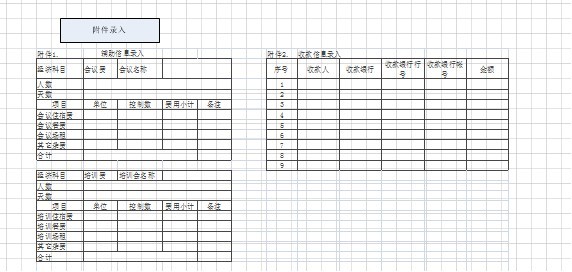 附件录入
附件1. 辅助信息录入
经济科目 会议费 会议名称
人数
天数
项目 单位 控制数 费用小计 备注
会议住宿费
会议餐费
会议场租
其它杂费
合计
经济科目 培训费 培训会名称
人数
天数
项目 单位 控制数 费用小计 备注
培训住宿费
培训餐费
培训场租
其它杂费
合计
附件2. 收款信息录入
序号 收款人 收款银行 收款银行行号 收款银行帐号 金额
1
2
3
4
5
6
7
8
9